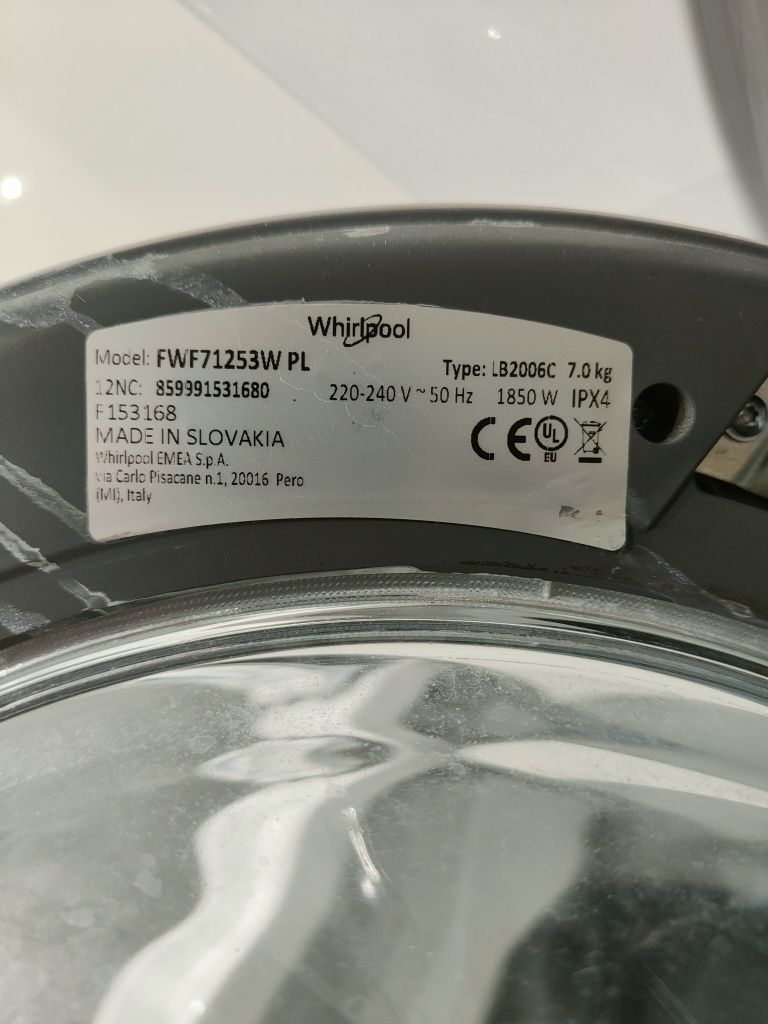 Whirlpool
Model: FWF71253W PL
Type: LB2006C 7.0 kg
12NC: 859991531680
220-240 V ~ 50 Hz 1850 W IPX4
F153168
MADE IN SLOVAKIA
Whirlpool EMEA S.p.A.
Via Carlo Pisacane n.1, 20016 Pero
(MI), Italy
CE
UL
EU